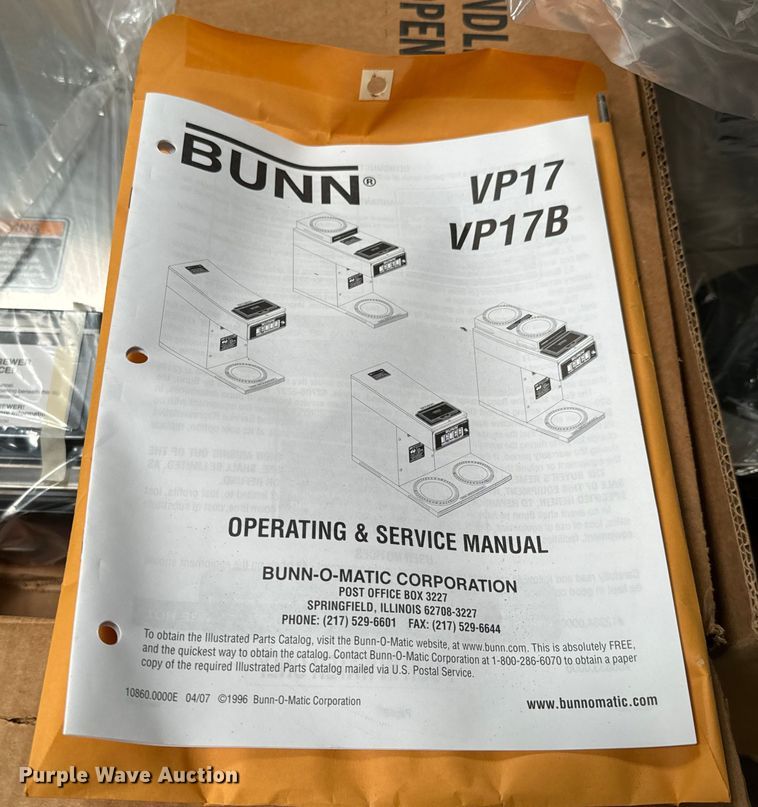 NDL
OPEN
BUNN®
VP17
VP17B
OPERATING & SERVICE MANUAL
BUNN-O-MATIC CORPORATION
POST OFFICE BOX 3227
SPRINGFIELD, ILLINOIS 62708-3227
PHONE: (217) 529-6601 FAX: (217) 529-6644
To obtain the Illustrated Parts Catalog, visit the Bunn-O-Matic website, at www.bunn.com. This is absolutely FREE,
and the quickest way to obtain the catalog. Contact Bunn-O-Matic Corporation at 1-800-286-6070 to obtain a paper
copy of the required Illustrated Parts Catalog mailed via U.S. Postal Service.
10860.0000E 04/07 ©1996 Bunn-O-Matic Corporation
www.bunnomatic.com
Purple Wave Auction